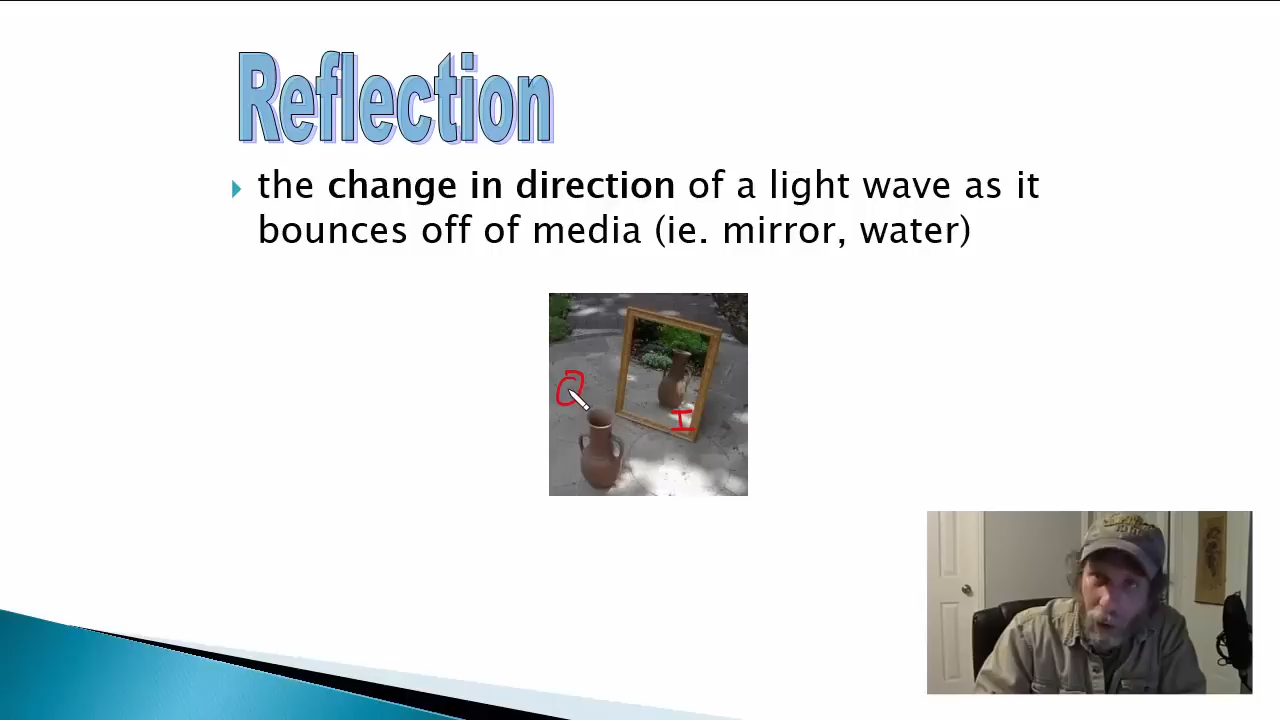 Reflection
the change in direction of a light wave as it
bounces off of media (ie. mirror, water)
O
I